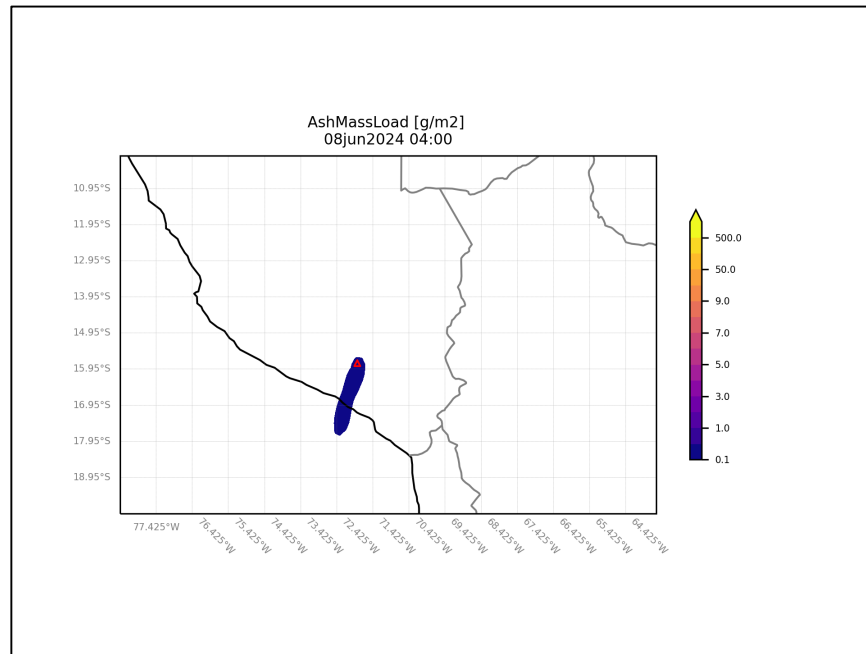 AshMassLoad [g/m2]
08jun2024 04:00
10.95°S
11.95°S
12.95°S
13.95°S
14.95°S
15.95°S
16.95°S
17.95°S
18.95°S
77.425°W
76.425°W
75.425°W
74.425°W
73.425°W
72.425°W
71.425°W
70.425°W
69.425°W
68.425°W
67.425°W
66.425°W
65.425°W
64.425°W
500.0
50.0
9.0
7.0
5.0
3.0
1.0
0.1